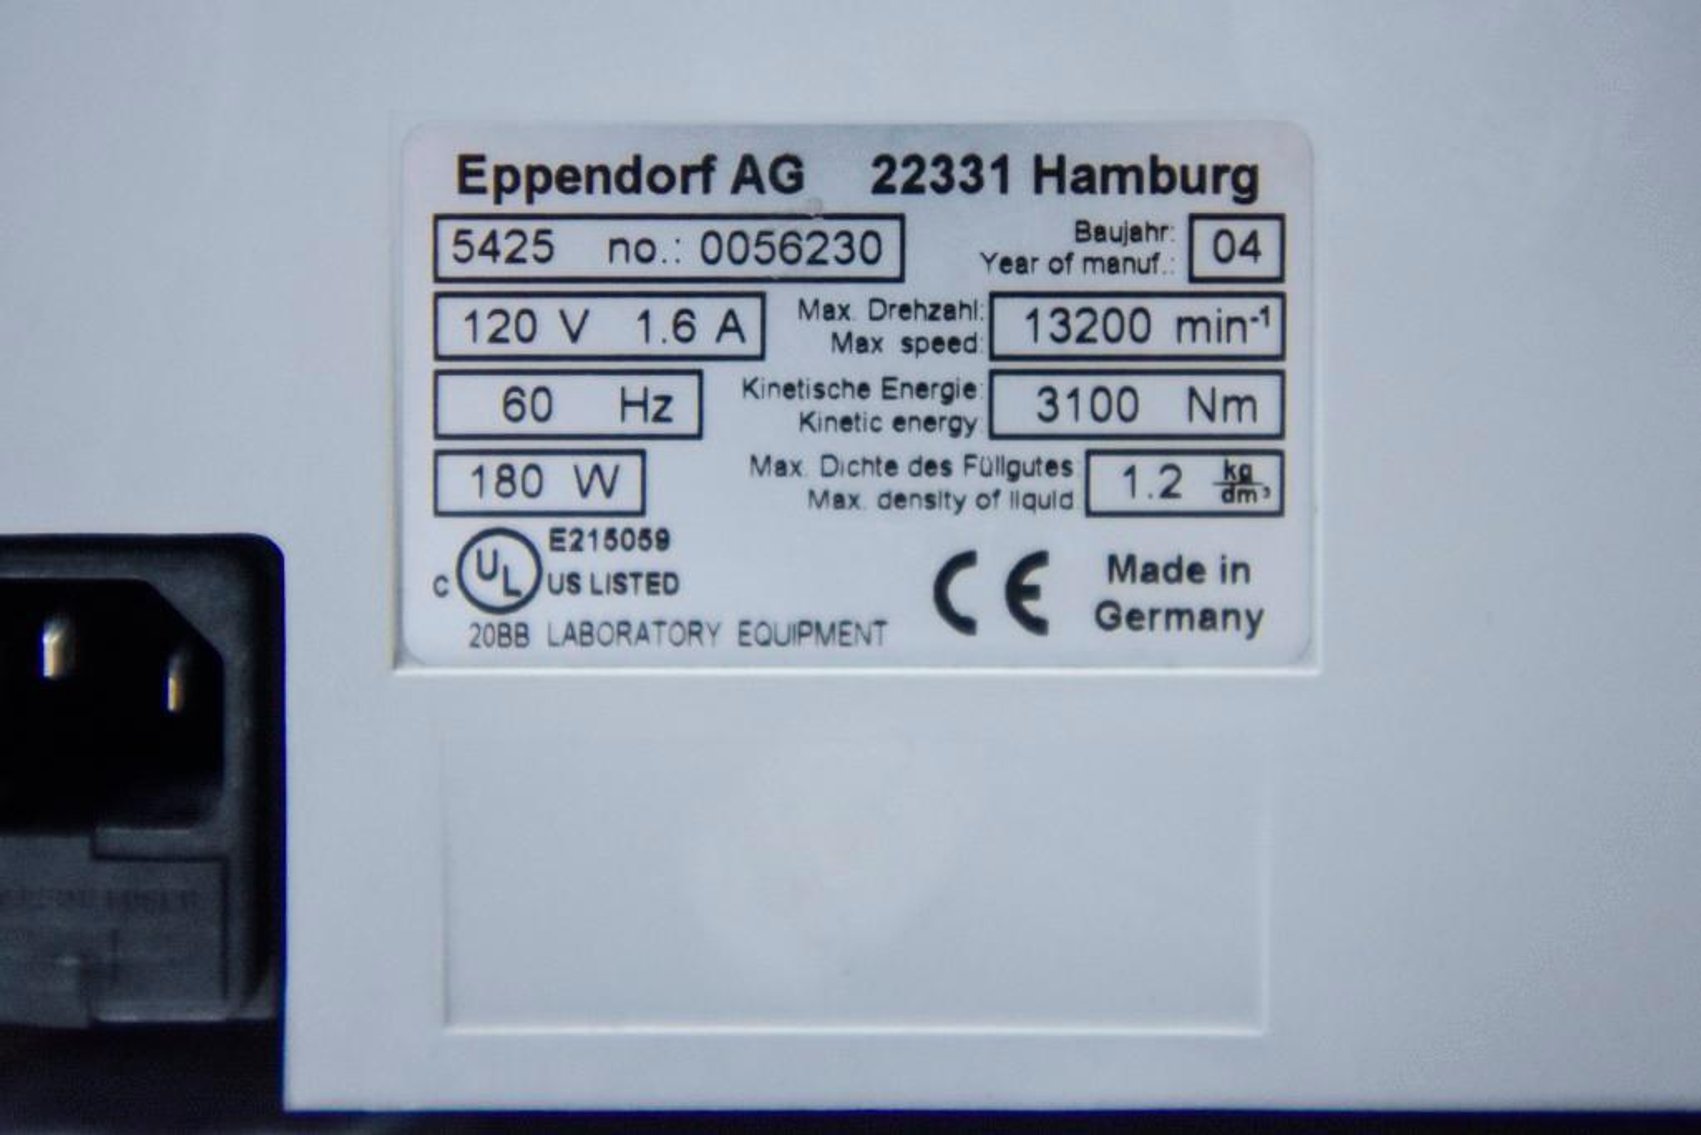 Eppendorf AG 22331 Hamburg
5425 no.: 0056230
Baujahr:
Year of manuf.:
04
120 V 1.6 A
Max. Drehzahl:
Max. speed:
13200 min⁻¹
60 Hz
Kinetische Energie:
Kinetic energy
3100 Nm
180 W
Max. Dichte des Füllgutes
Max. density of liquid
1.2 kg/dm³
E215059
c UL US LISTED
20BB LABORATORY EQUIPMENT
CE
Made in
Germany